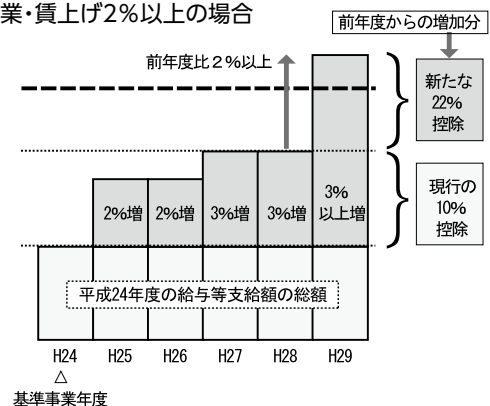 業・賃上げ2%以上の場合
前年度からの増加分
前年度比2%以上
新たな
22%
控除
現行の
10%
控除
2%増
2%増
3%増
3%増
3%
以上増
平成24年度の給与等支給額の総額
H24
H25
H26
H27
H28
H29
△
基準事業年度